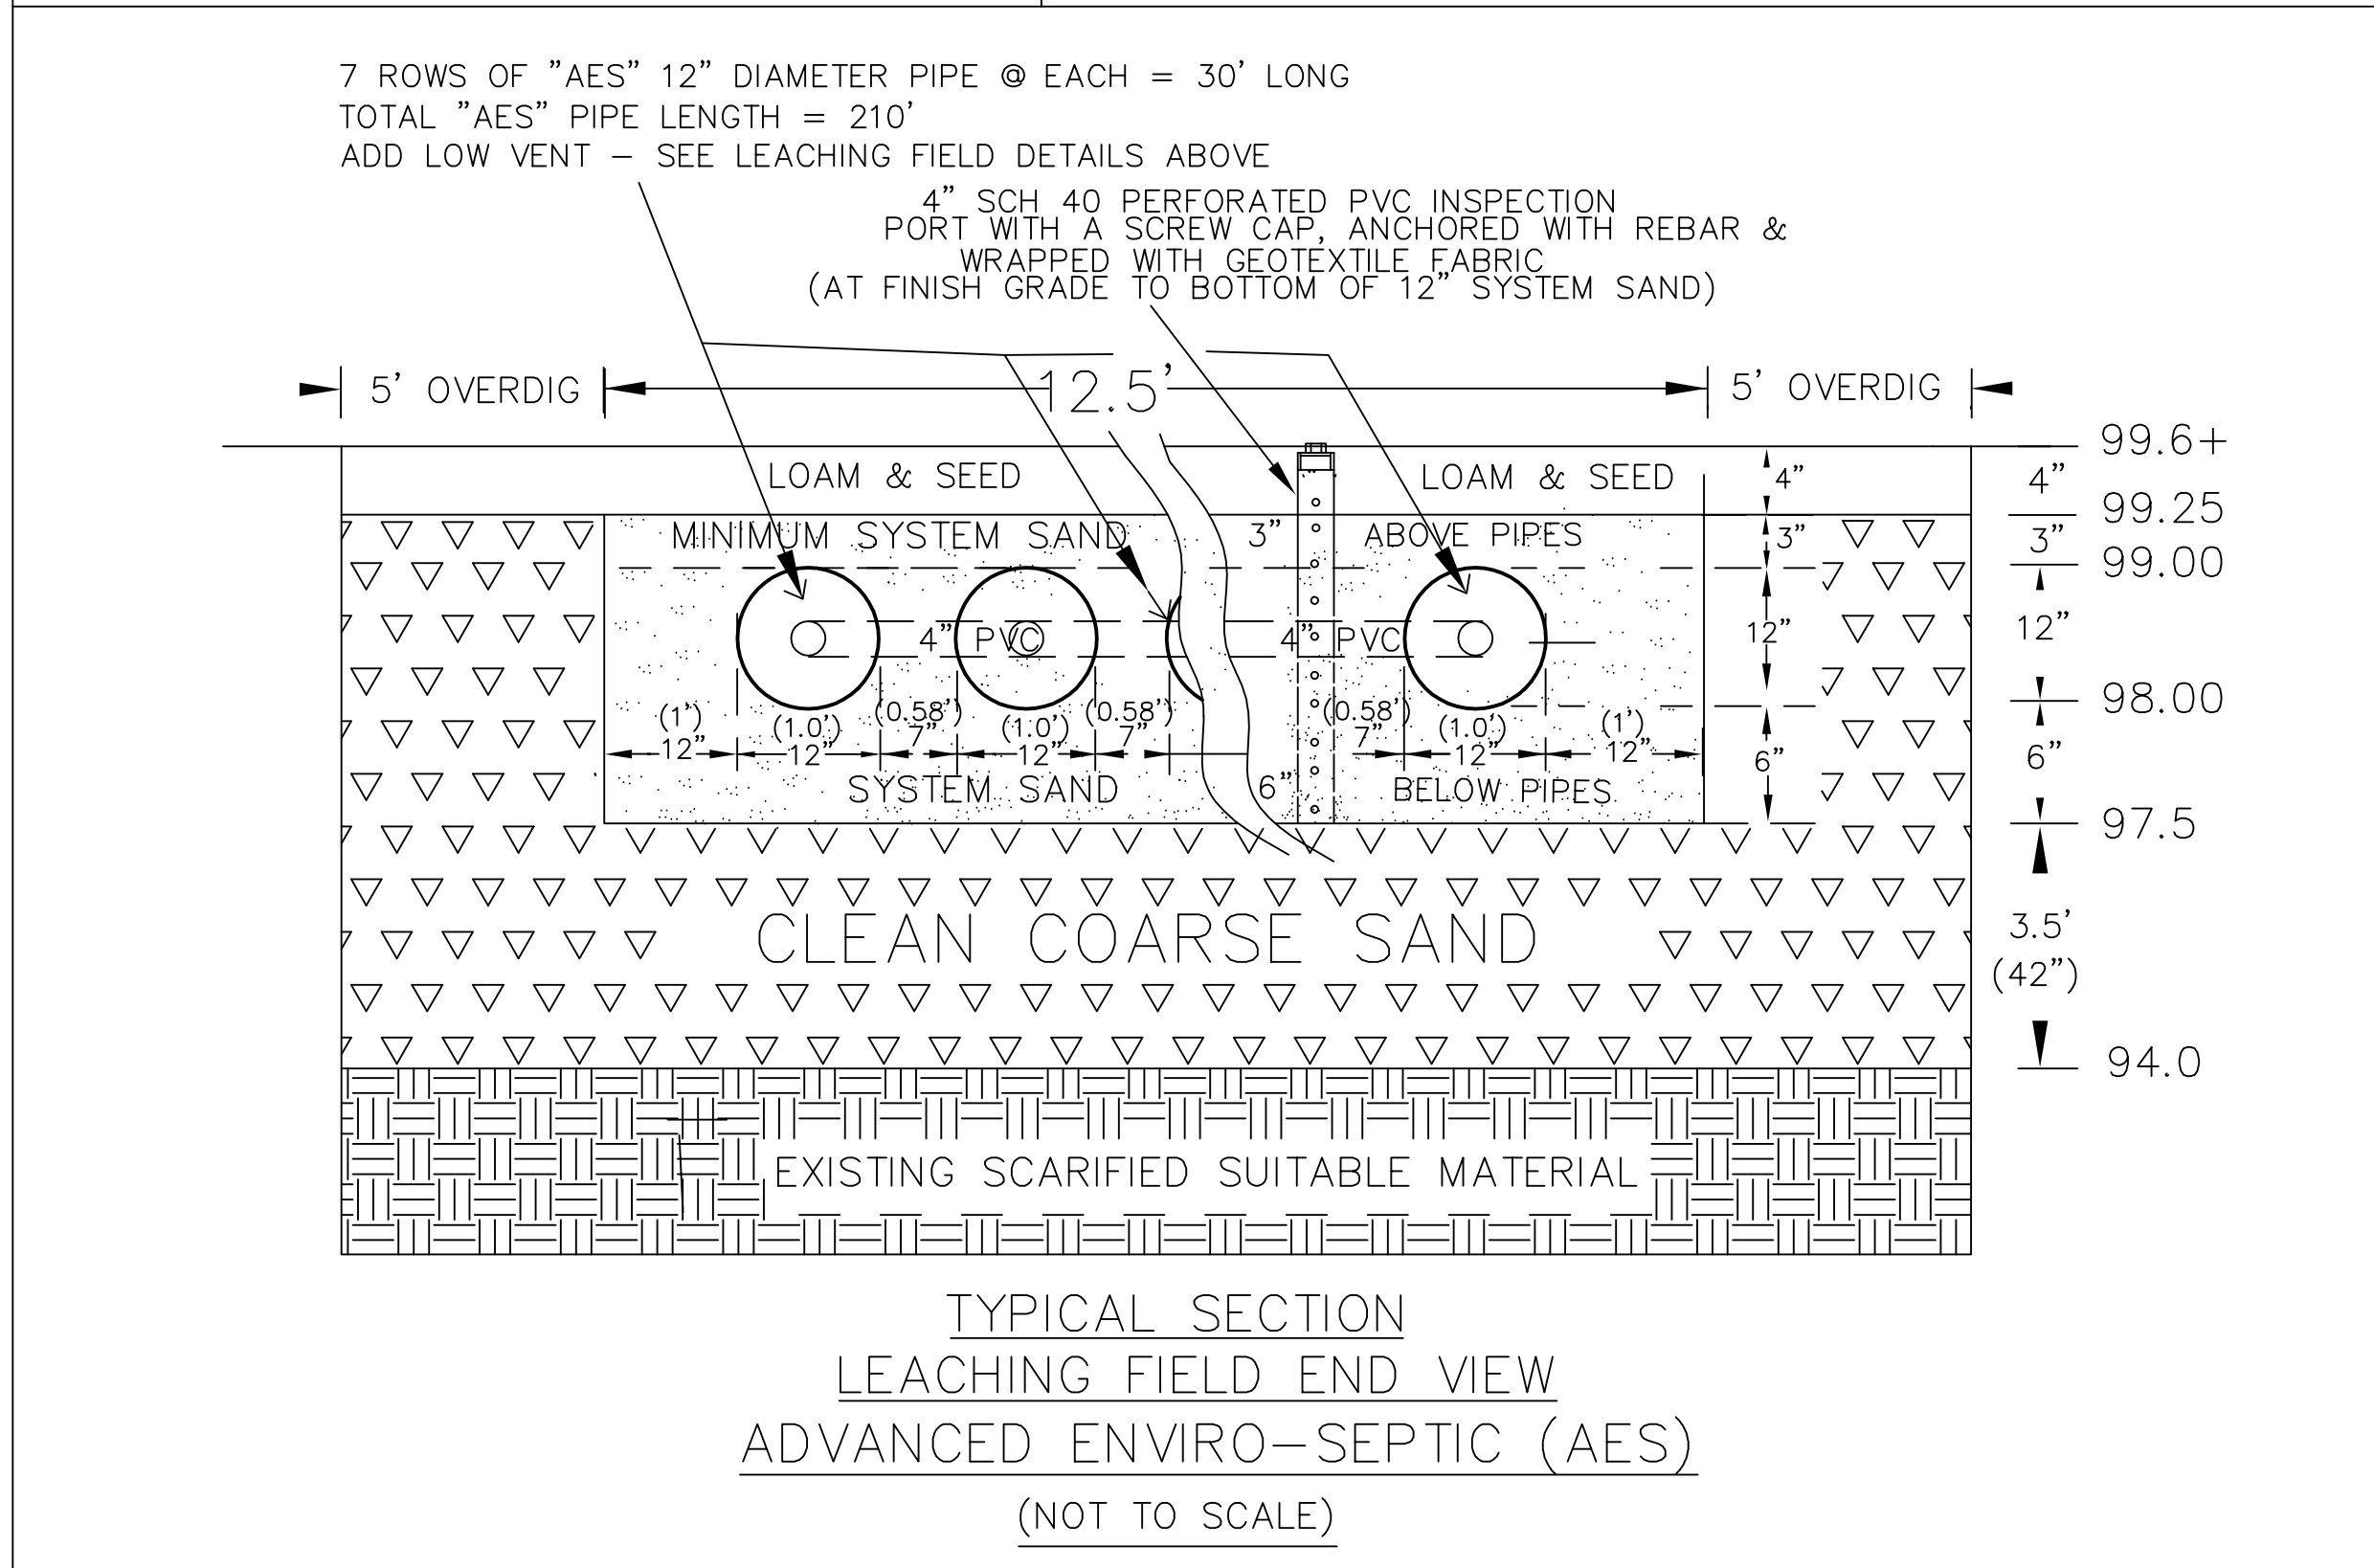 7 ROWS OF "AES" 12" DIAMETER PIPE @ EACH = 30' LONG
TOTAL "AES" PIPE LENGTH = 210'
ADD LOW VENT – SEE LEACHING FIELD DETAILS ABOVE
4" SCH 40 PERFORATED PVC INSPECTION
PORT WITH A SCREW CAP, ANCHORED WITH REBAR &
WRAPPED WITH GEOTEXTILE FABRIC
(AT FINISH GRADE TO BOTTOM OF 12" SYSTEM SAND)
5' OVERDIG 12.5' 5' OVERDIG
99.6+
LOAM & SEED LOAM & SEED 4" 4"
99.25
MINIMUM SYSTEM SAND 3" ABOVE PIPES 3" 3"
99.00
4" PVC 4" PVC 12" 12"
98.00
(1') (1.0') (0.58') (1.0') (0.58') (0.58') (1.0') (1')
12" 12" 7" 12" 7" 7" 12" 12" 6" 6"
SYSTEM SAND 6" BELOW PIPES
97.5
CLEAN COARSE SAND 3.5'
(42")
94.0
EXISTING SCARIFIED SUITABLE MATERIAL
TYPICAL SECTION
LEACHING FIELD END VIEW
ADVANCED ENVIRO–SEPTIC (AES)
(NOT TO SCALE)